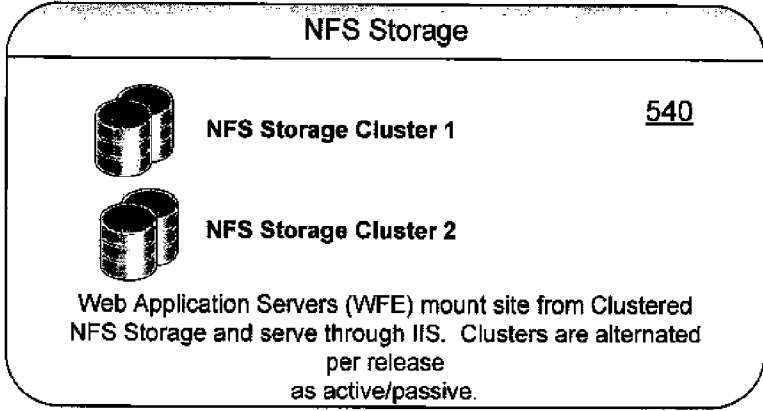 NFS Storage
NFS Storage Cluster 1
540
NFS Storage Cluster 2
Web Application Servers (WFE) mount site from Clustered
NFS Storage and serve through IIS. Clusters are alternated
per release
as active/passive.